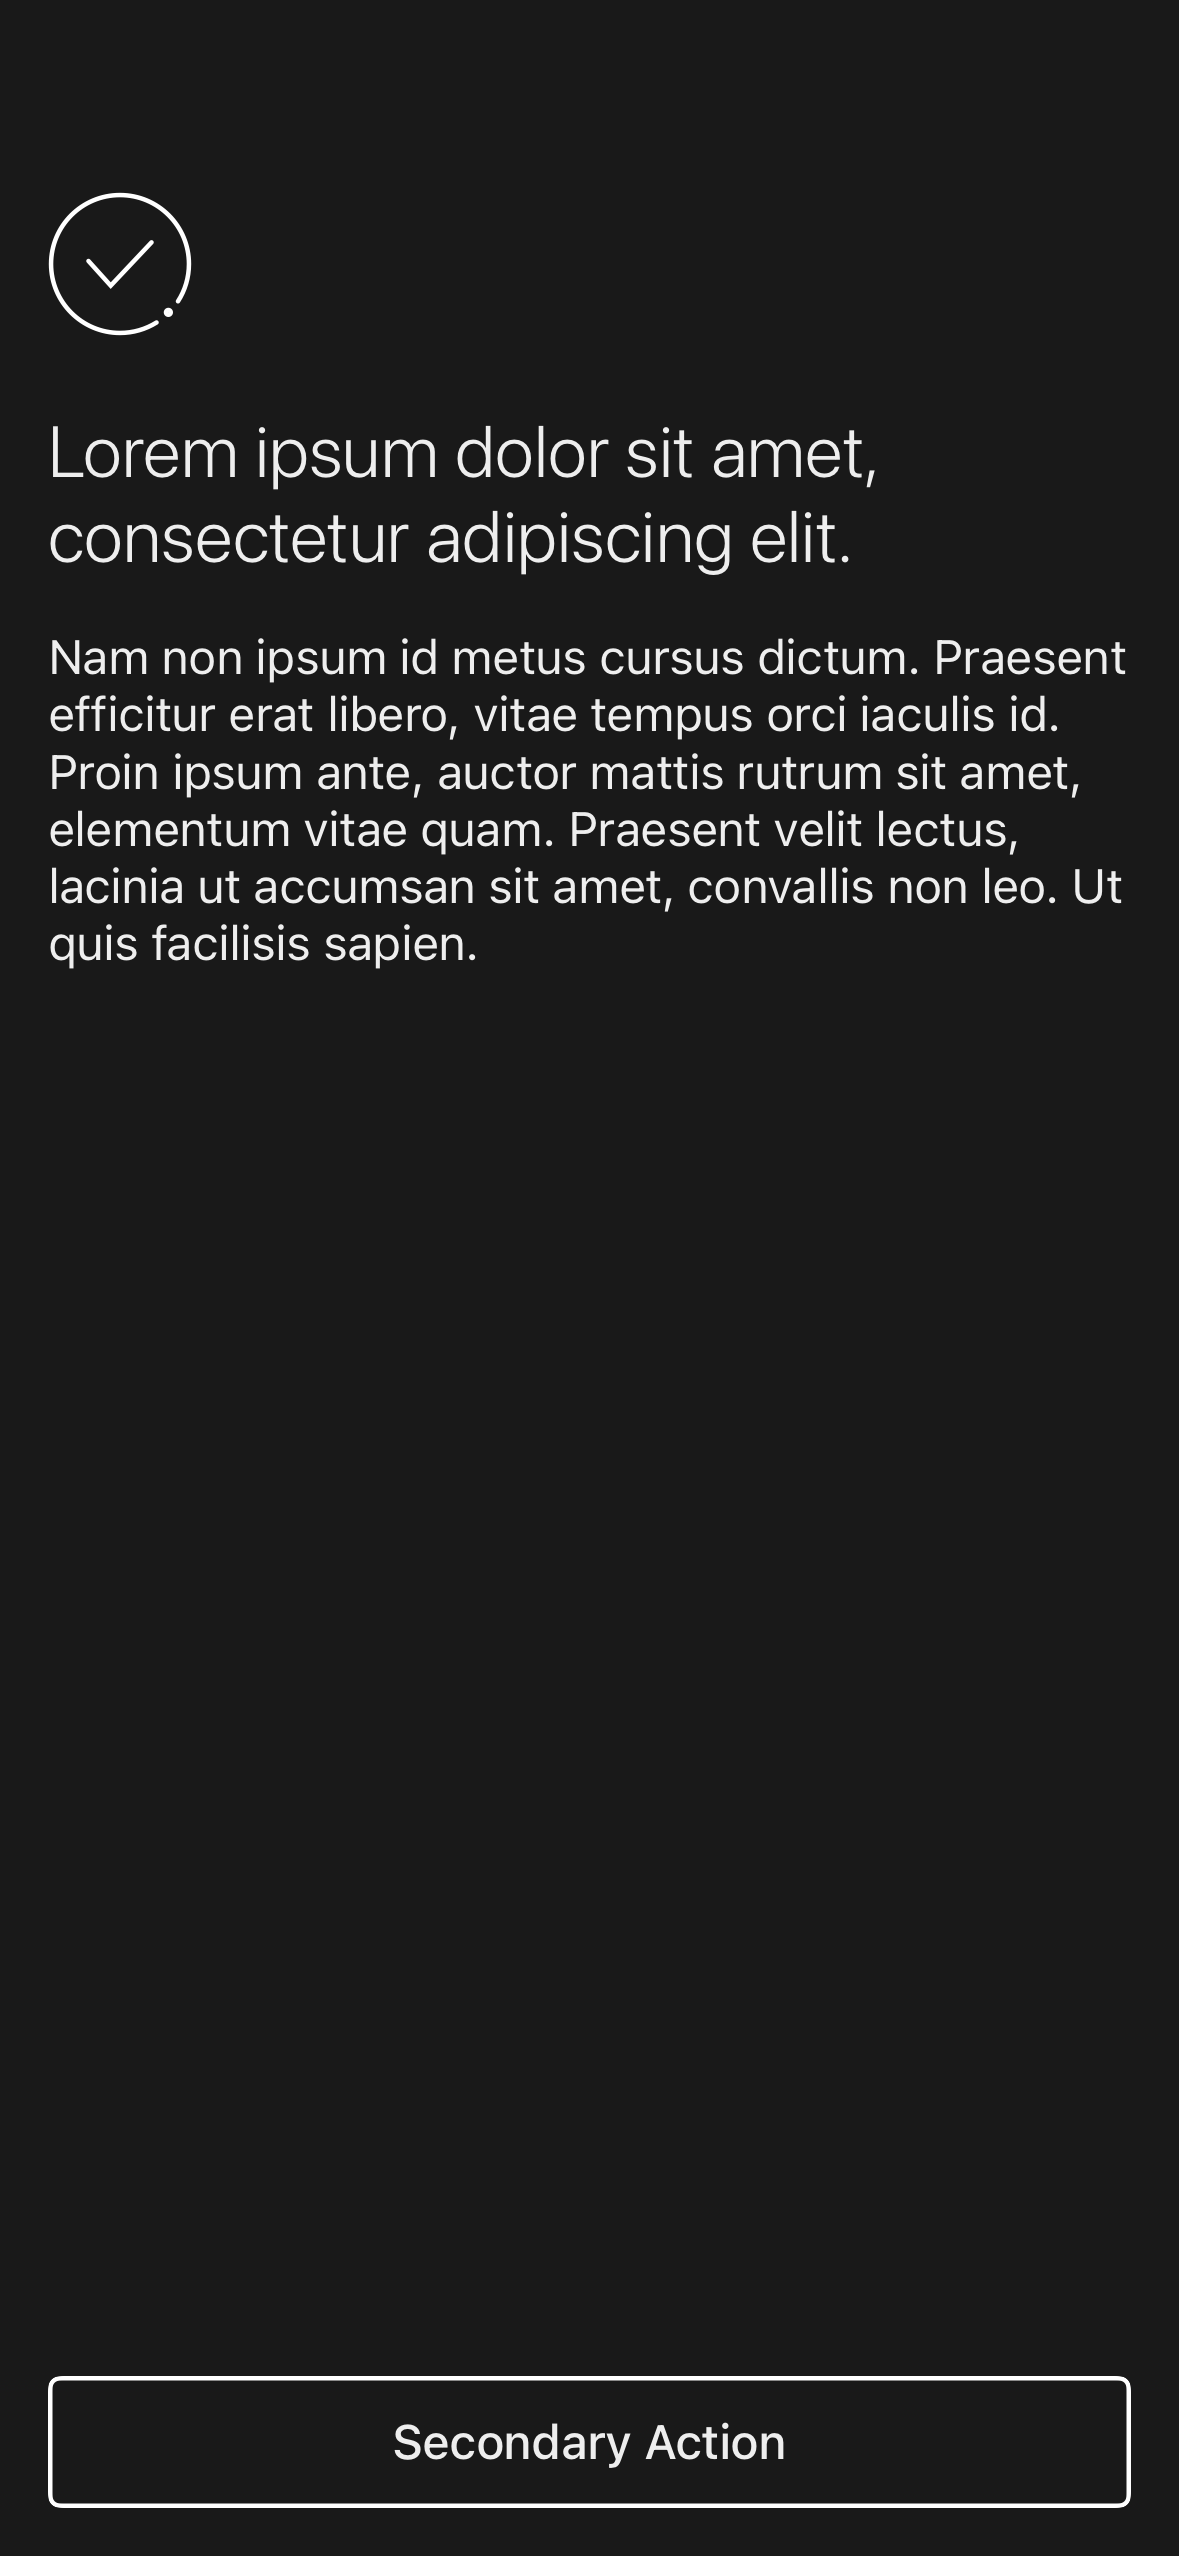 Lorem ipsum dolor sit amet,
consectetur adipiscing elit.
Nam non ipsum id metus cursus dictum. Praesent
efficitur erat libero, vitae tempus orci iaculis id.
Proin ipsum ante, auctor mattis rutrum sit amet,
elementum vitae quam. Praesent velit lectus,
lacinia ut accumsan sit amet, convallis non leo. Ut
quis facilisis sapien.
Secondary Action